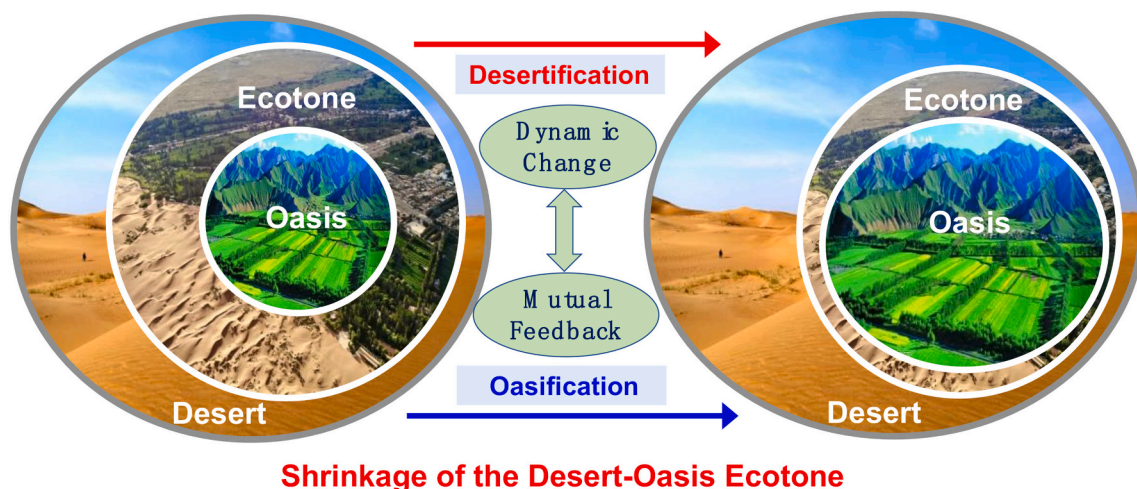 Ecotone
Oasis
Desert
Desertification
Dynamic
Change
Mutual
Feedback
Oasification
Ecotone
Oasis
Desert
Shrinkage of the Desert-Oasis Ecotone